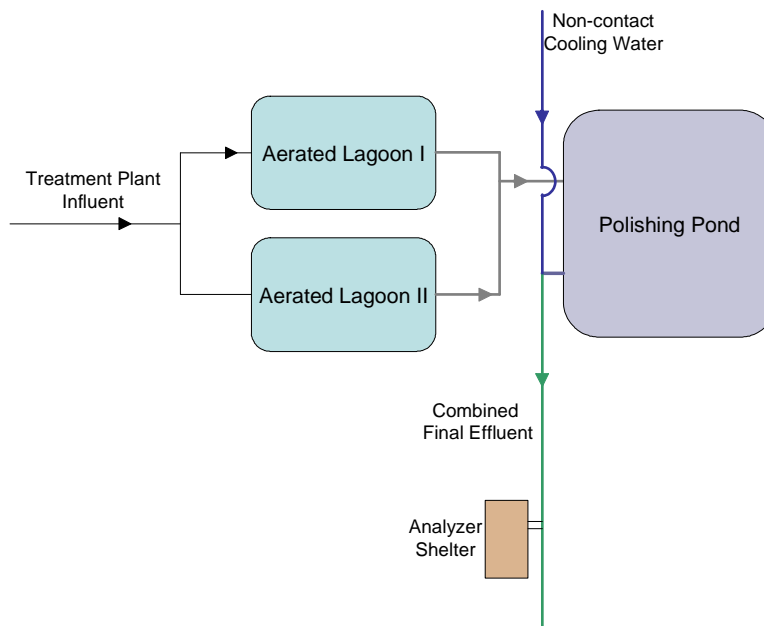 Non-contact
Cooling Water
Aerated Lagoon I
Treatment Plant
Influent
Polishing Pond
Aerated Lagoon II
Combined
Final Effluent
Analyzer
Shelter